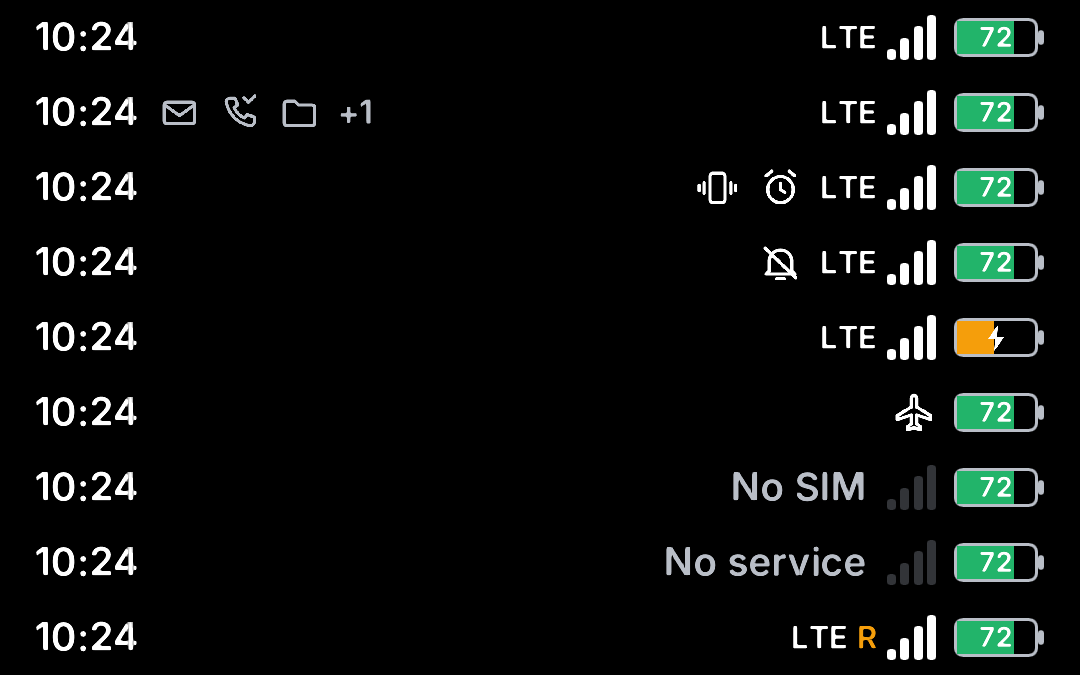 10:24 LTE 72
10:24 +1 LTE 72
10:24 LTE 72
10:24 LTE 72
10:24 LTE
10:24 72
10:24 No SIM 72
10:24 No service 72
10:24 LTE R 72